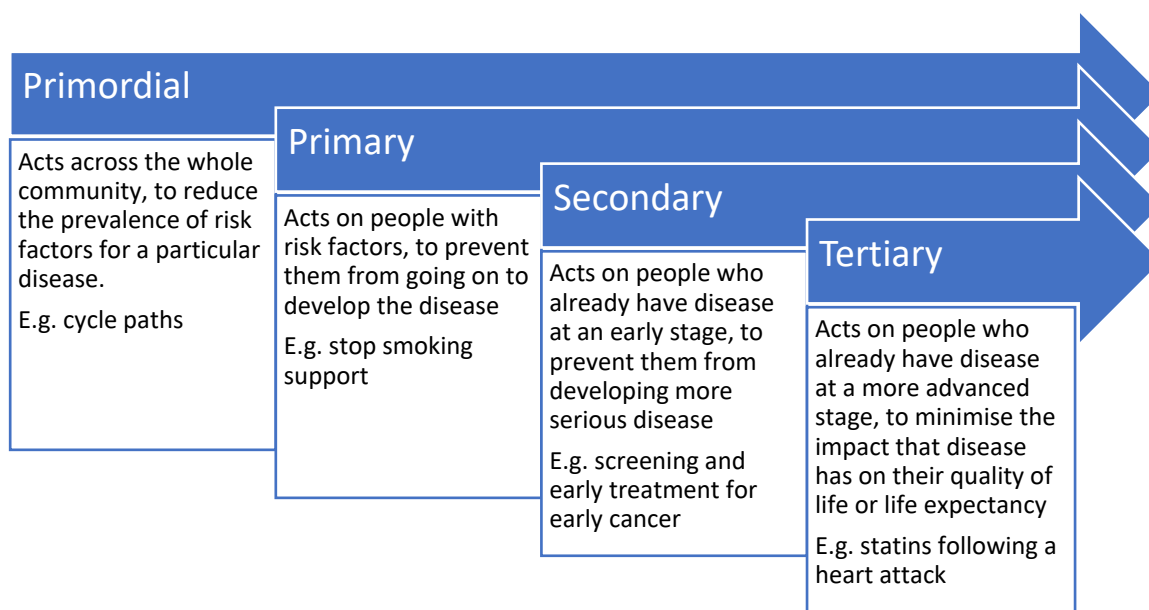 Primordial
Acts across the whole
community, to reduce
the prevalence of risk
factors for a particular
disease.
E.g. cycle paths
Primary
Acts on people with
risk factors, to prevent
them from going on to
develop the disease
E.g. stop smoking
support
Secondary
Acts on people who
already have disease
at an early stage, to
prevent them from
developing more
serious disease
E.g. screening and
early treatment for
early cancer
Tertiary
Acts on people who
already have disease
at a more advanced
stage, to minimise the
impact that disease
has on their quality of
life or life expectancy
E.g. statins following a
heart attack